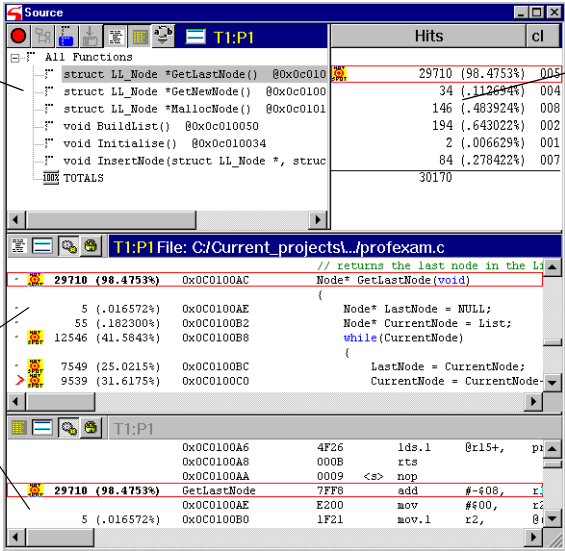 Source
T1:P1
Hits cl
All Functions
struct LL_Node *GetLastNode() @0x0c010 29710 (98.4753%) 005
struct LL_Node *GetNewNode() @0x0c0100 34 (.112694%) 004
struct LL_Node *MallocNode() @0x0c0101 146 (.483924%) 008
void BuildList() @0x0c010050 194 (.643022%) 002
void Initialise() @0x0c010034 2 (.006629%) 001
void InsertNode(struct LL_Node *, struc 84 (.278422%) 007
100% TOTALS 30170
T1:P1 File: C:/Current_projects\.../profexam.c
// returns the last node in the Li
29710 (98.4753%) 0x0C0100AC Node* GetLastNode(void)
{
5 (.016572%) 0x0C0100AE Node* LastNode = NULL;
55 (.182300%) 0x0C0100B2 Node* CurrentNode = List;
12546 (41.5843%) 0x0C0100B8 while(CurrentNode)
{
7549 (25.0215%) 0x0C0100BC LastNode = CurrentNode;
9539 (31.6175%) 0x0C0100C0 CurrentNode = CurrentNode-
T1:P1
0x0C0100A6 4F26 lds.l @r15+, pr
0x0C0100A8 000B rts
0x0C0100AA 0009 <s> nop
29710 (98.4753%) GetLastNode 7FF8 add #-$08, r1
0x0C0100AE E200 mov #$00, r2
5 (.016572%) 0x0C0100B0 1F21 mov.l r2, @